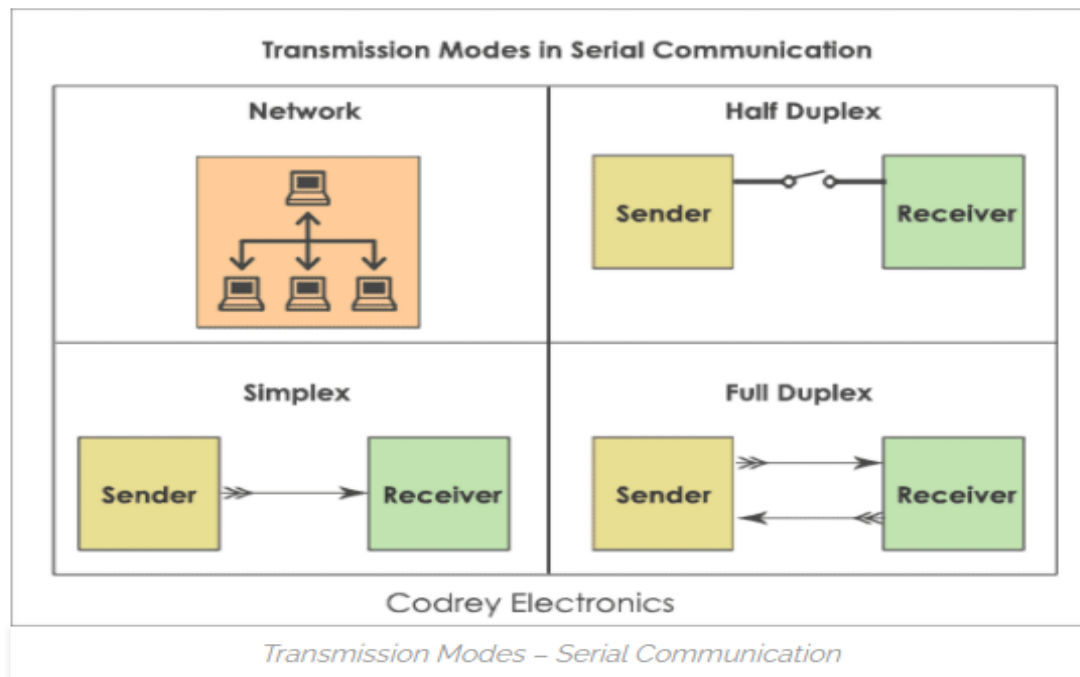 Transmission Modes in Serial Communication
Network
Half Duplex
Sender
Receiver
Simplex
Full Duplex
Sender
Receiver
Sender
Receiver
Codrey Electronics
Transmission Modes – Serial Communication